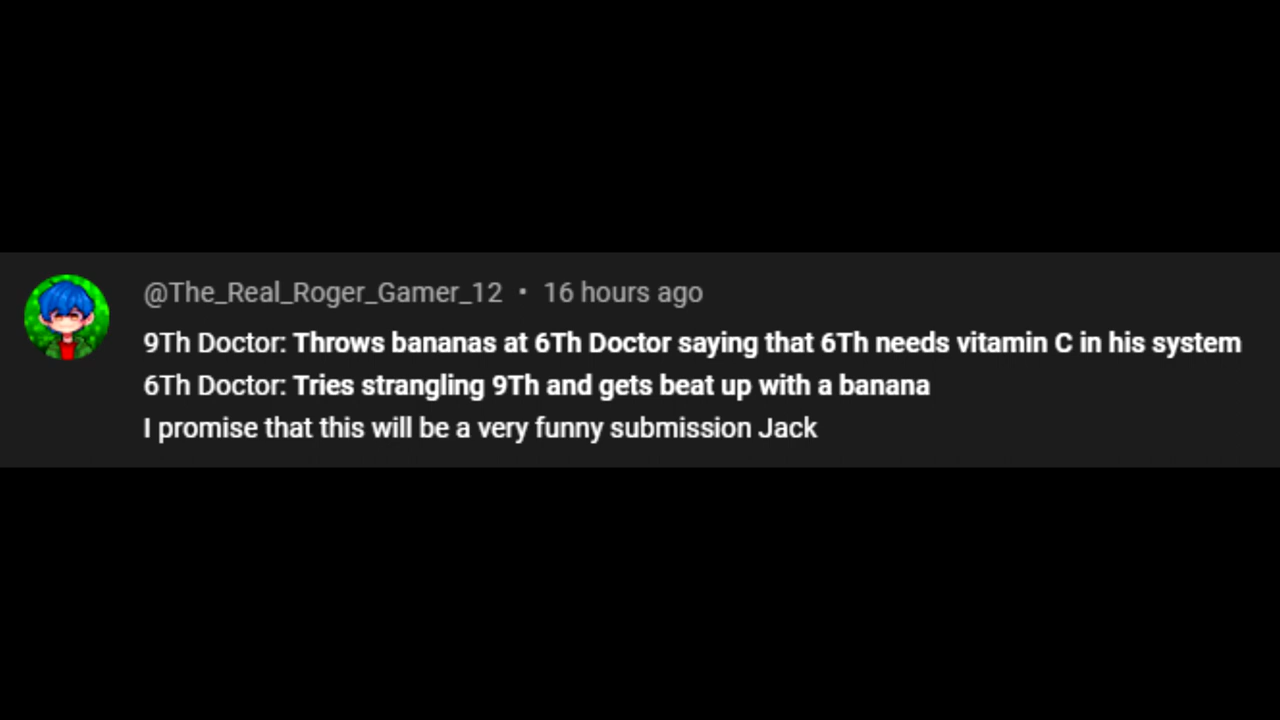 @The_Real_Roger_Gamer_12 • 16 hours ago
9Th Doctor: Throws bananas at 6Th Doctor saying that 6Th needs vitamin C in his system
6Th Doctor: Tries strangling 9Th and gets beat up with a banana
I promise that this will be a very funny submission Jack